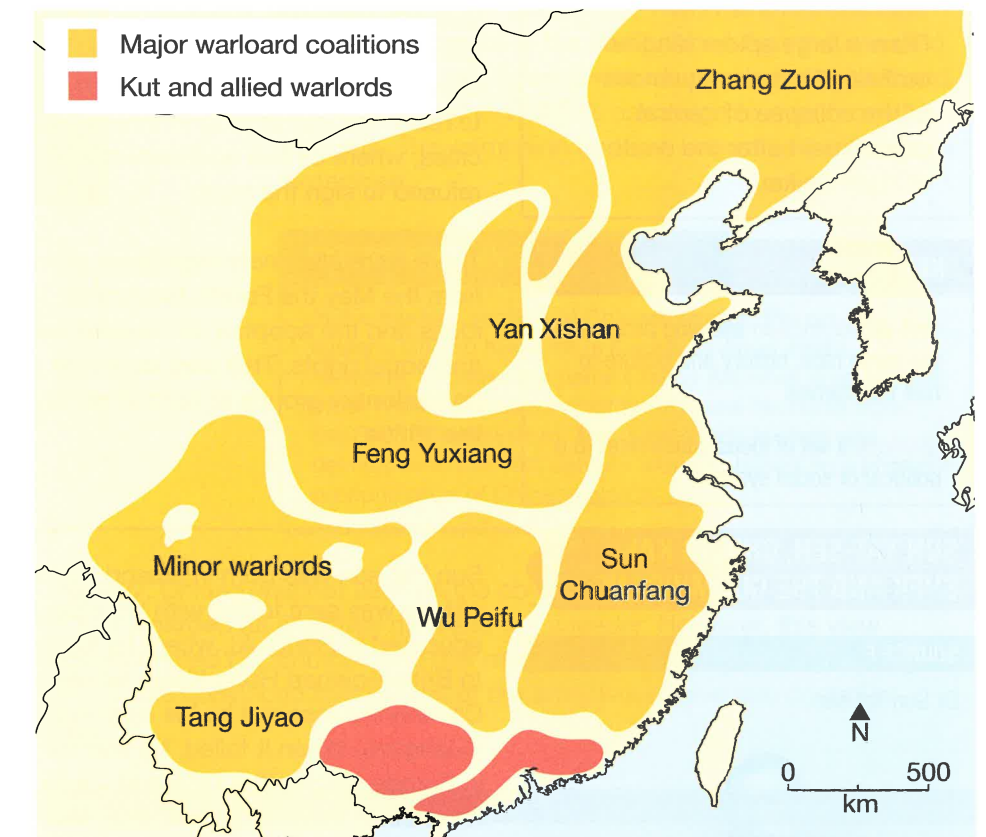 Major warloard coalitions
Kut and allied warlords
Zhang Zuolin
Yan Xishan
Feng Yuxiang
Minor warlords
Sun
Chuanfang
Wu Peifu
Tang Jiyao
N
0 500
km